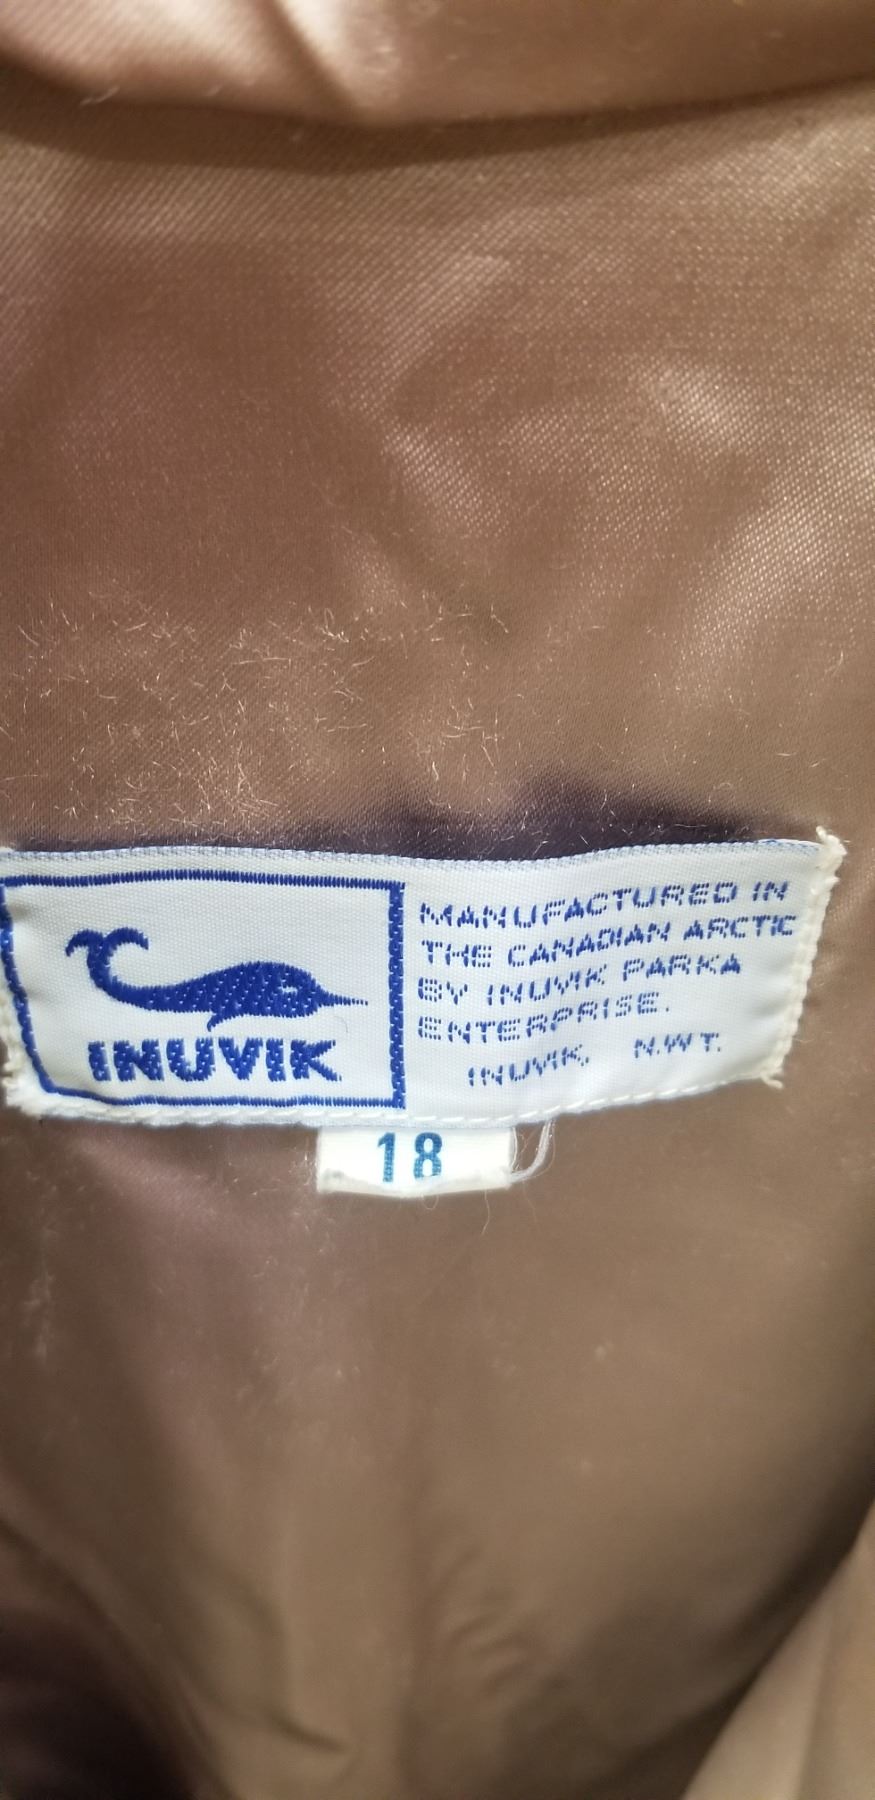 INUVIK
MANUFACTURED IN
THE CANADIAN ARCTIC
BY INUVIK PARKA
ENTERPRISE.
INUVIK. N.W.T.
18